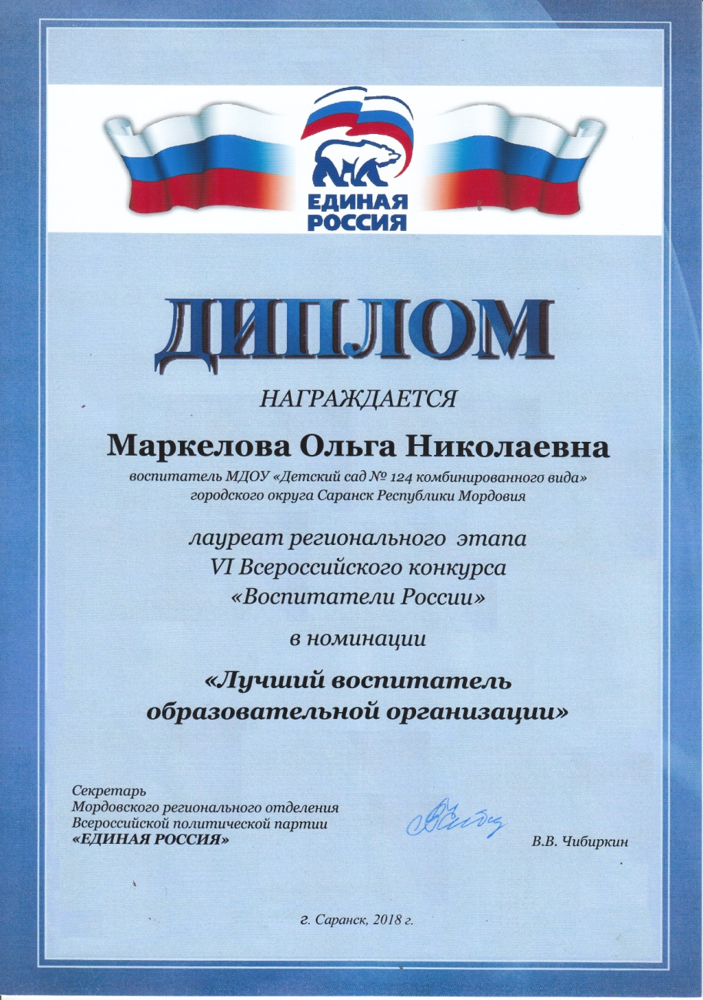 ЕДИНАЯ
РОССИЯ
ДИПЛОМ
НАГРАЖДАЕТСЯ
Маркелова Ольга Николаевна
воспитатель МДОУ «Детский сад № 124 комбинированного вида»
городского округа Саранск Республики Мордовия
лауреат регионального этапа
VI Всероссийского конкурса
«Воспитатели России»
в номинации
«Лучший воспитатель
образовательной организации»
Секретарь
Мордовского регионального отделения
Всероссийской политической партии
«ЕДИНАЯ РОССИЯ»
В.В. Чибиркин
г. Саранск, 2018 г.